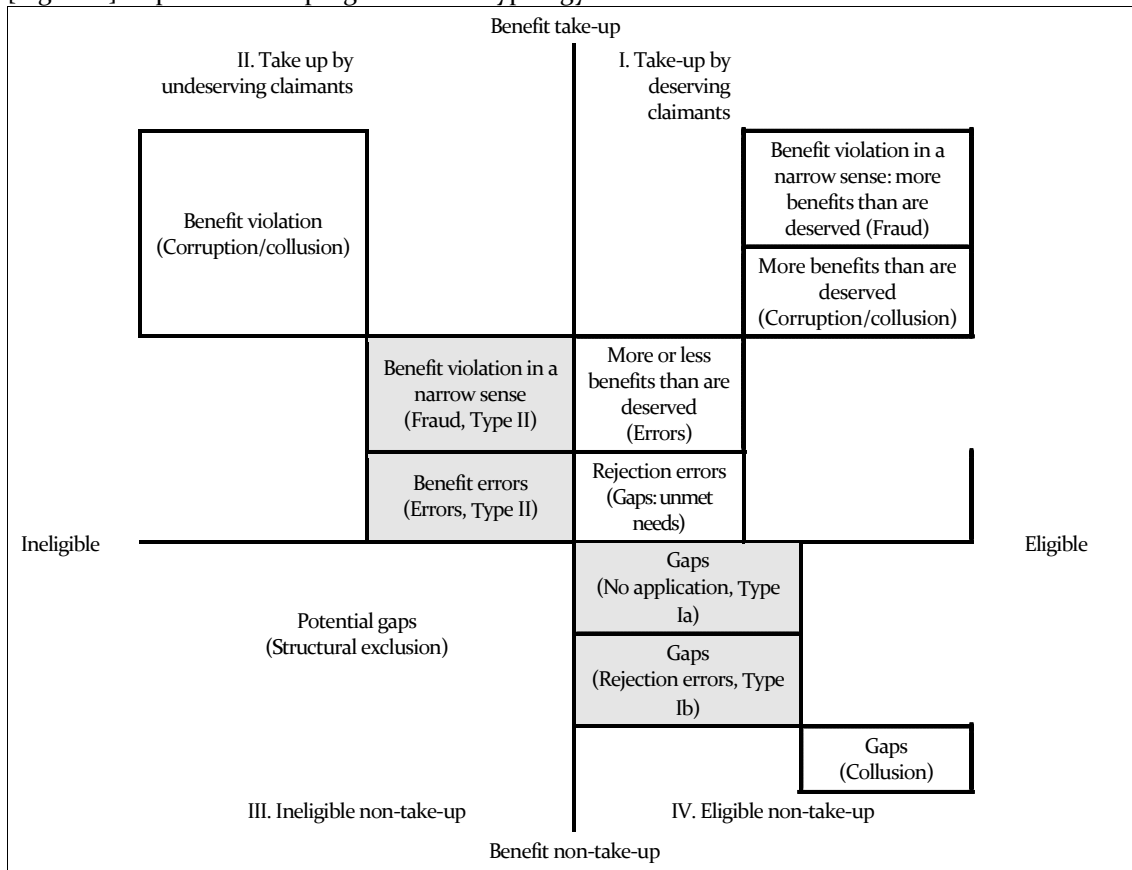 Benefit take-up
II. Take up by
undeserving claimants
I. Take-up by
deserving
claimants
Benefit violation in a
narrow sense: more
benefits than are
deserved (Fraud)
Benefit violation
(Corruption/collusion)
More benefits than are
deserved
(Corruption/collusion)
Benefit violation in a
narrow sense
(Fraud, Type II)
More or less
benefits than are
deserved
(Errors)
Benefit errors
(Errors, Type II)
Rejection errors
(Gaps: unmet
needs)
Ineligible
Eligible
Gaps
(No application, Type
Ia)
Potential gaps
(Structural exclusion)
Gaps
(Rejection errors, Type
Ib)
Gaps
(Collusion)
III. Ineligible non-take-up
IV. Eligible non-take-up
Benefit non-take-up